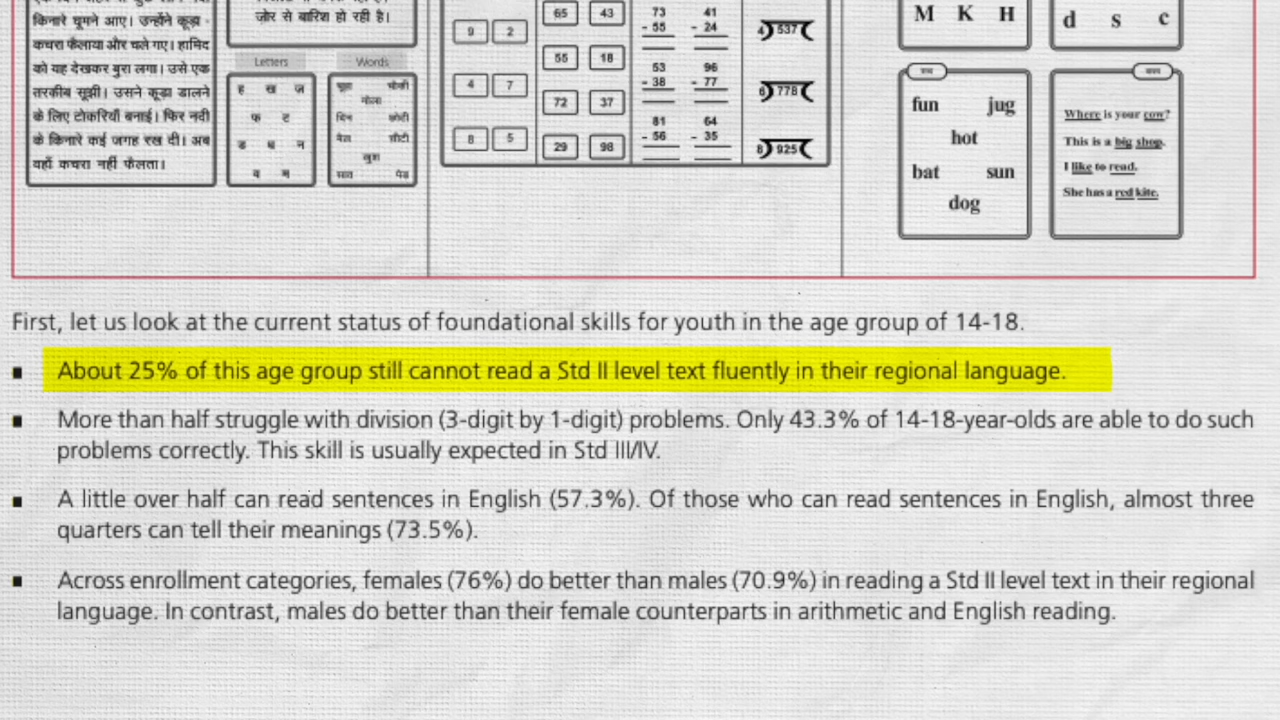 किनारे घूमने आए। उन्होंने कूड़ा -
कचरा फैलाया और चले गए। हामिद
को यह देखकर बुरा लगा। उसे एक
तरकीब सूझी। उसने कूडा डालने
के लिए टोकरियाँ बनाई। फिर नदी
के किनारे कई जगह रख दी। अब
वहाँ कचरा नहीं फैलता।
ज़ोर से बारिश हो रही है।
Letters
ह ख ज
फ ट
ड ध न
व म
Words
चोकी
गोला
दिन छोटी
मैला सीटी
खुश
सात पेड़
9 2
4 7
8 5
65 43
55 18
72 37
29 98
73 41
- 55 - 24
53 96
- 38 - 77
81 64
- 56 - 35
4)537(
6)778(
8)925(
M K H
d s c
fun jug
hot
bat sun
dog
Where is your cow?
This is a big shop.
I like to read.
She has a red kite.
First, let us look at the current status of foundational skills for youth in the age group of 14-18.
▪ About 25% of this age group still cannot read a Std II level text fluently in their regional language.
▪ More than half struggle with division (3-digit by 1-digit) problems. Only 43.3% of 14-18-year-olds are able to do such
problems correctly. This skill is usually expected in Std III/IV.
▪ A little over half can read sentences in English (57.3%). Of those who can read sentences in English, almost three
quarters can tell their meanings (73.5%).
▪ Across enrollment categories, females (76%) do better than males (70.9%) in reading a Std II level text in their regional
language. In contrast, males do better than their female counterparts in arithmetic and English reading.